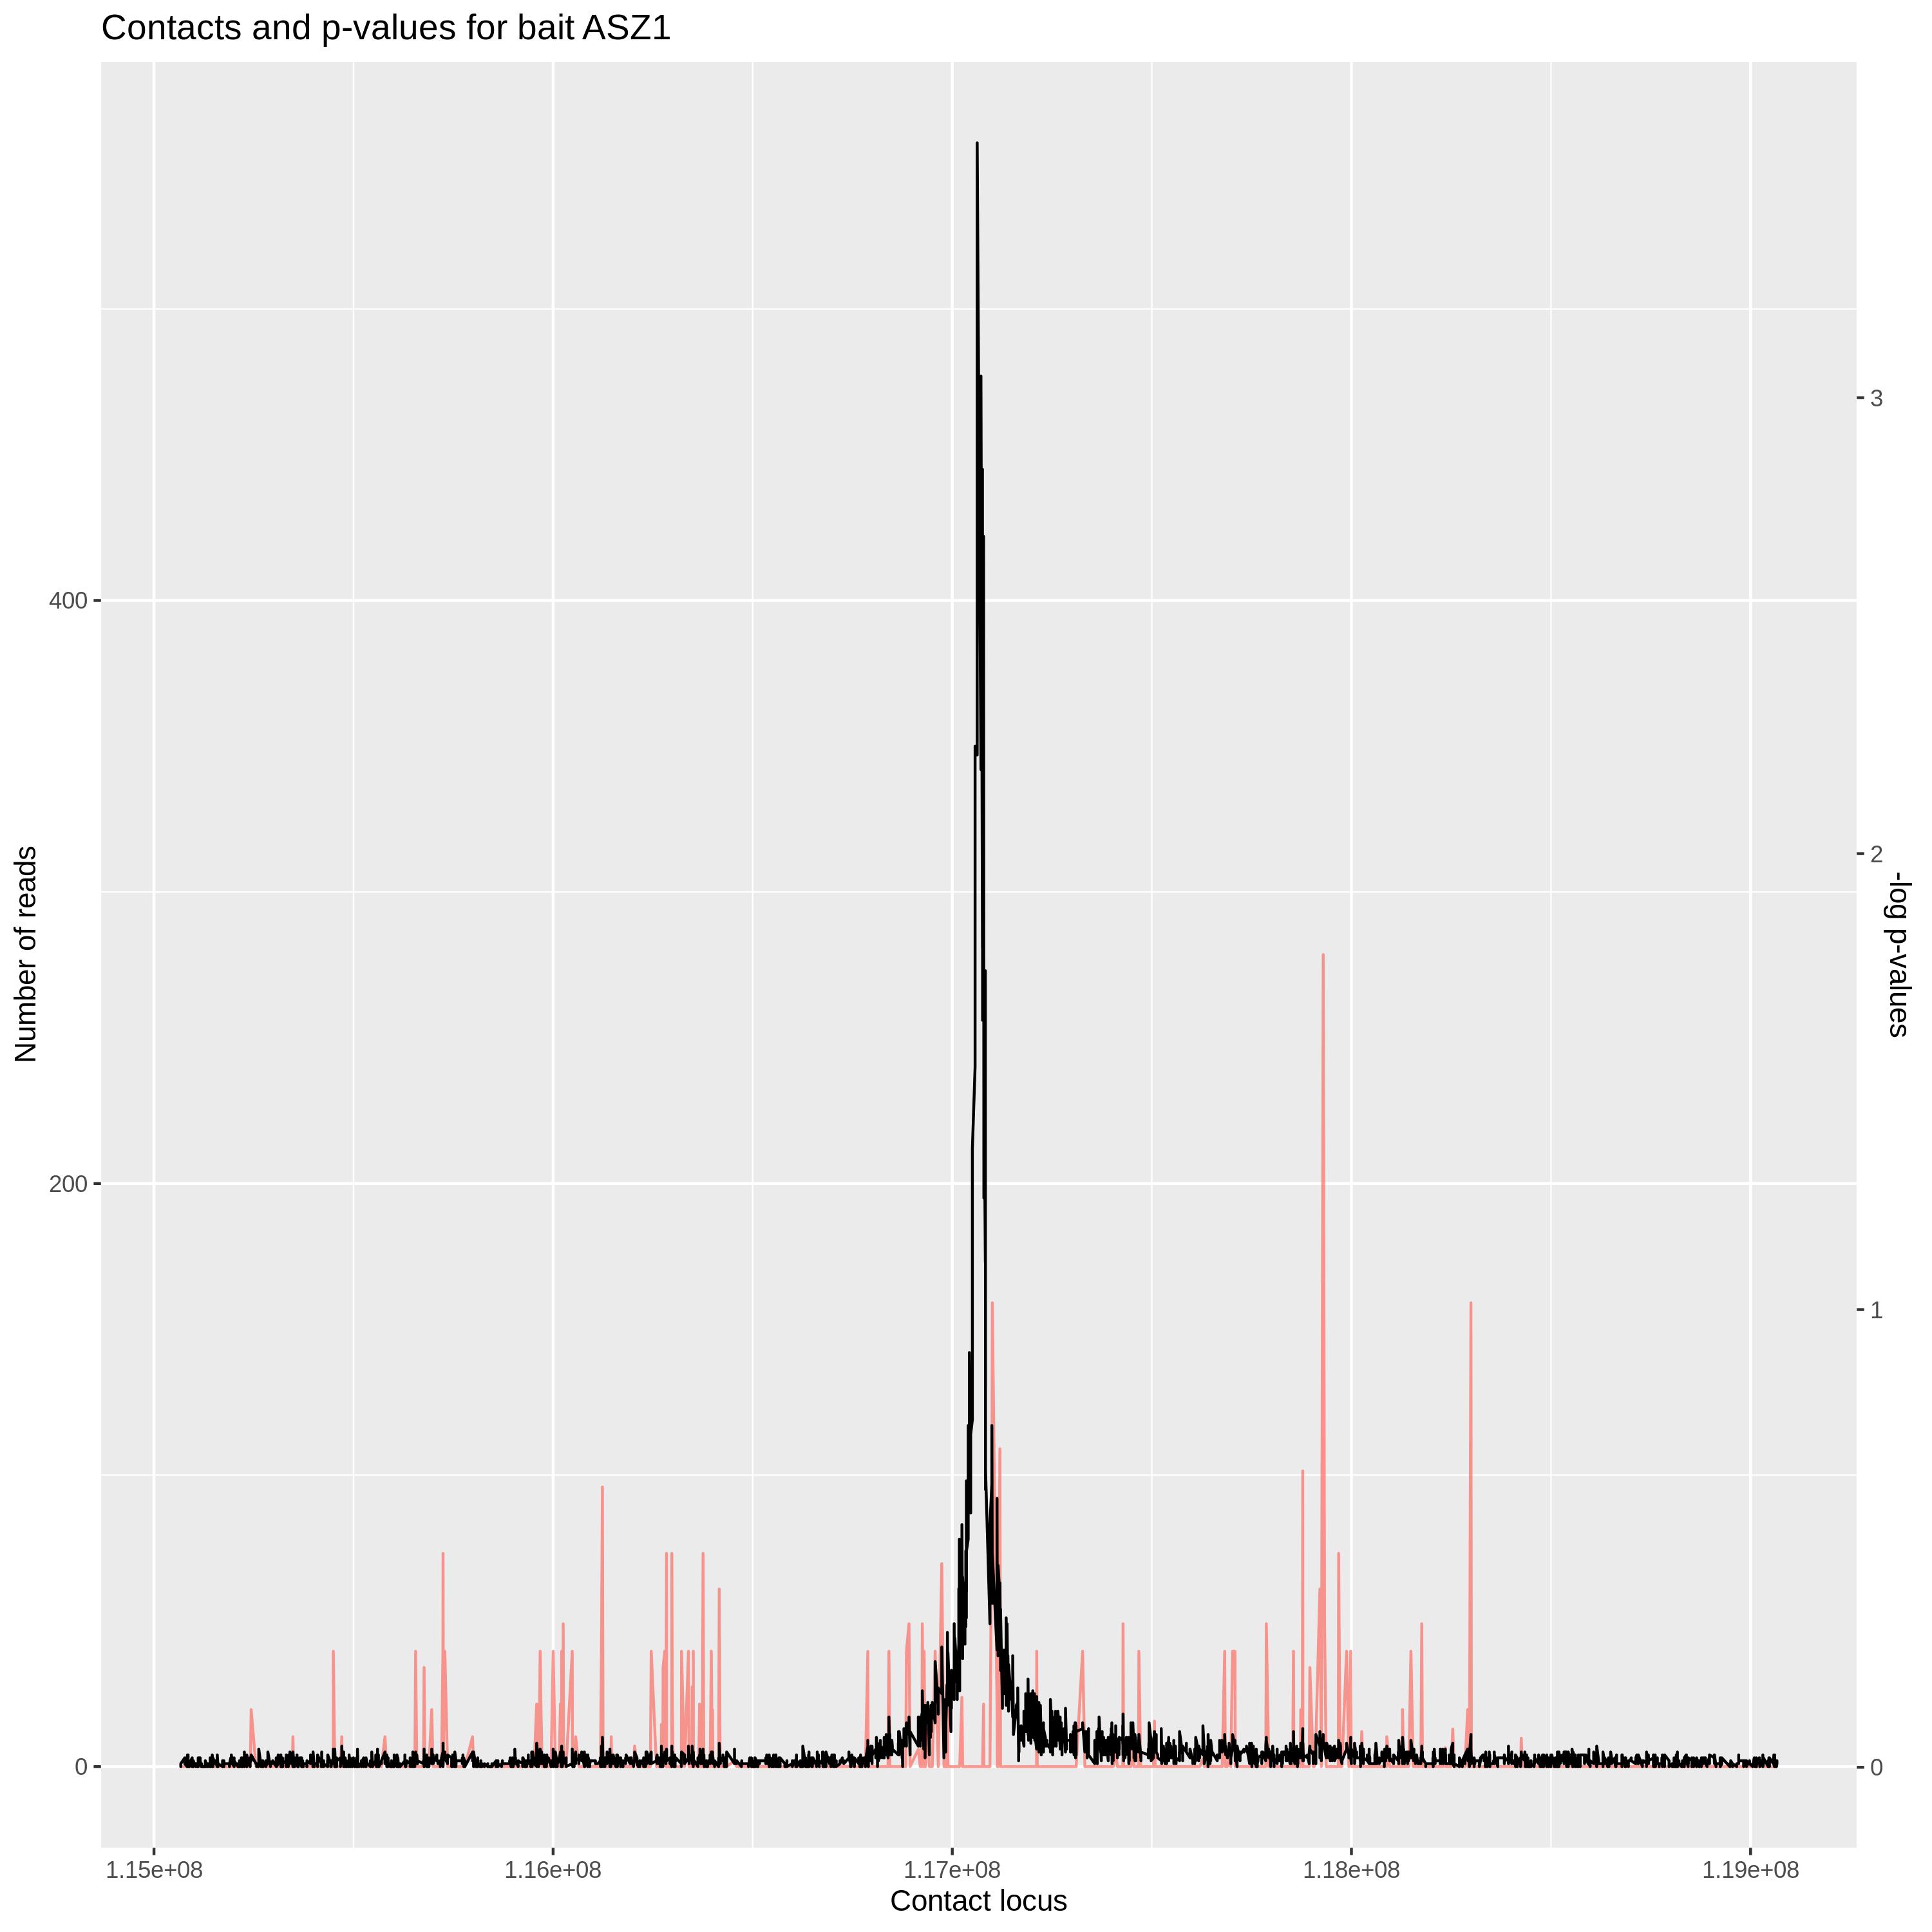 Contacts and p-values for bait ASZ1
Number of reads
400
200
0
3
2
1
0
-log p-values
1.15e+08
1.16e+08
1.17e+08
1.18e+08
1.19e+08
Contact locus